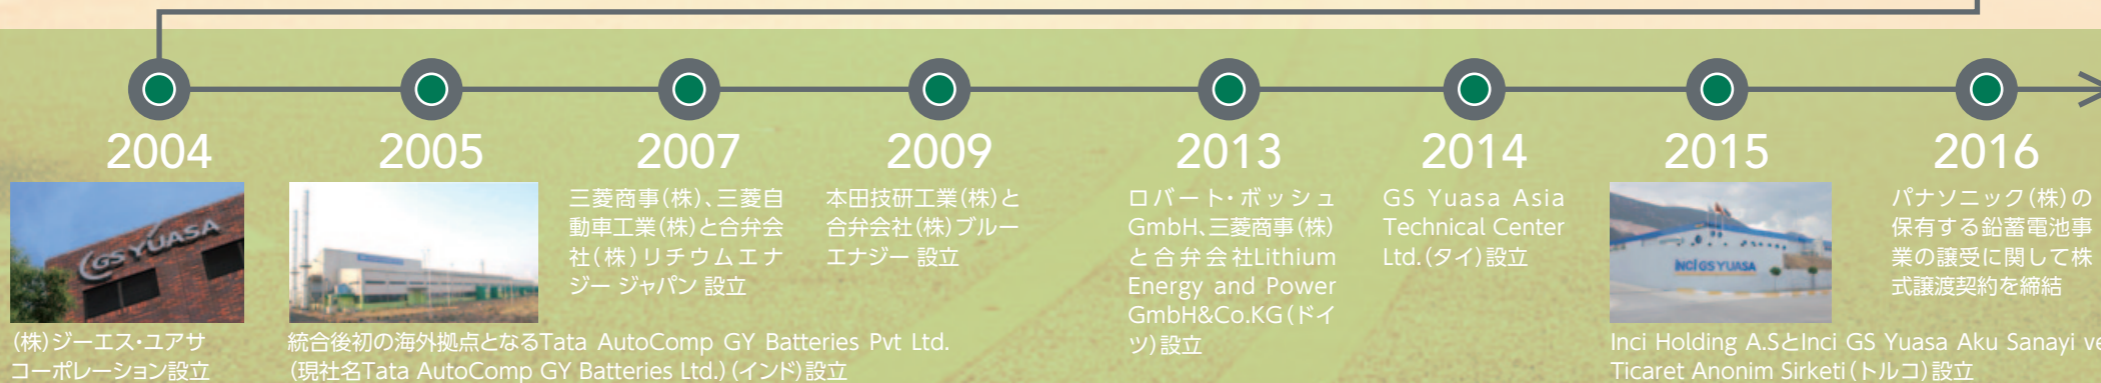 2004
GS YUASA
(株)ジーエス・ユアサ
コーポレーション設立
2005
統合後初の海外拠点となるTata AutoComp GY Batteries Pvt Ltd.
(現社名Tata AutoComp GY Batteries Ltd.)(インド)設立
2007
三菱商事(株)、三菱自
動車工業(株)と合弁会
社(株)リチウムエナ
ジー ジャパン 設立
2009
本田技研工業(株)と
合弁会社(株)ブルー
エナジー 設立
2013
ロバート・ボッシュ
GmbH、三菱商事(株)
と合弁会社Lithium
Energy and Power
GmbH&Co.KG(ドイ
ツ)設立
2014
GS Yuasa Asia
Technical Center
Ltd.(タイ)設立
2015
INCI GS YUASA
Inci Holding A.SとInci GS Yuasa Aku Sanayi ve
Ticaret Anonim Sirketi(トルコ)設立
2016
パナソニック(株)の
保有する鉛蓄電池事
業の譲受に関して株
式譲渡契約を締結